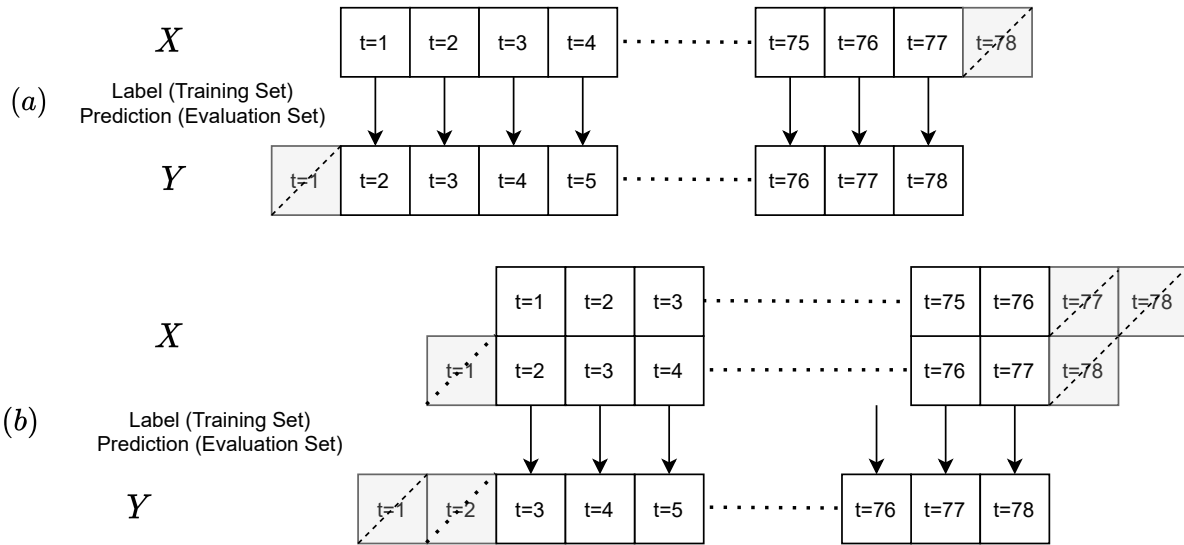 X
t=1 t=2 t=3 t=4 t=75 t=76 t=77 t=78
(a)
Label (Training Set)
Prediction (Evaluation Set)
Y
t=1 t=2 t=3 t=4 t=5 t=76 t=77 t=78
X
t=1 t=2 t=3 t=75 t=76 t=77 t=78
t=1 t=2 t=3 t=4 t=76 t=77 t=78
(b)
Label (Training Set)
Prediction (Evaluation Set)
Y
t=1 t=2 t=3 t=4 t=5 t=76 t=77 t=78